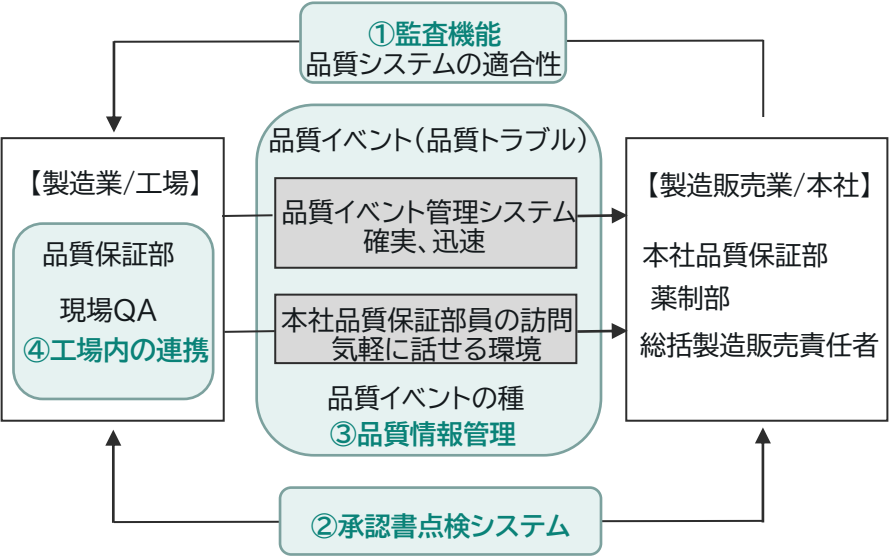 ①監査機能
品質システムの適合性
品質イベント(品質トラブル)
【製造業/工場】
品質保証部
現場QA
④工場内の連携
品質イベント管理システム
確実、迅速
本社品質保証部員の訪問
気軽に話せる環境
品質イベントの種
③品質情報管理
【製造販売業/本社】
本社品質保証部
薬制部
総括製造販売責任者
②承認書点検システム